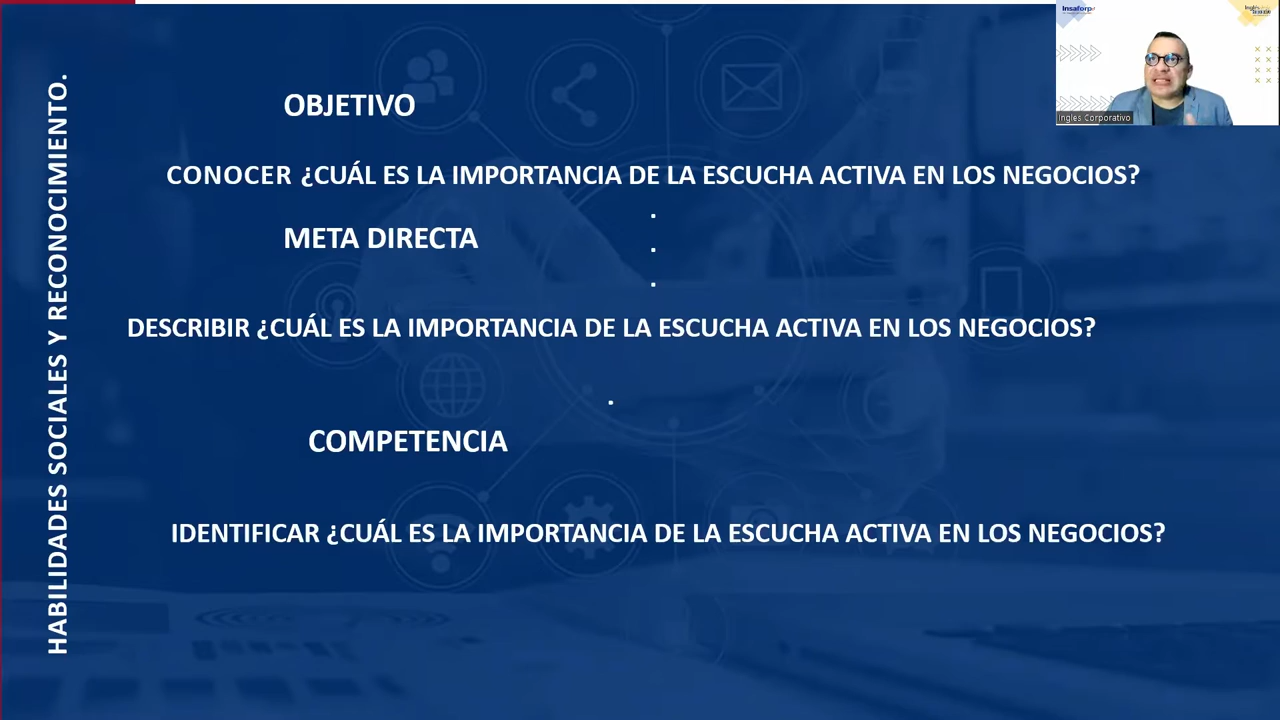 HABILIDADES SOCIALES Y RECONOCIMIENTO.
OBJETIVO
CONOCER ¿CUÁL ES LA IMPORTANCIA DE LA ESCUCHA ACTIVA EN LOS NEGOCIOS?
.
META DIRECTA
.
.
DESCRIBIR ¿CUÁL ES LA IMPORTANCIA DE LA ESCUCHA ACTIVA EN LOS NEGOCIOS?
.
COMPETENCIA
IDENTIFICAR ¿CUÁL ES LA IMPORTANCIA DE LA ESCUCHA ACTIVA EN LOS NEGOCIOS?
Insaforp
Ingles Corporativo